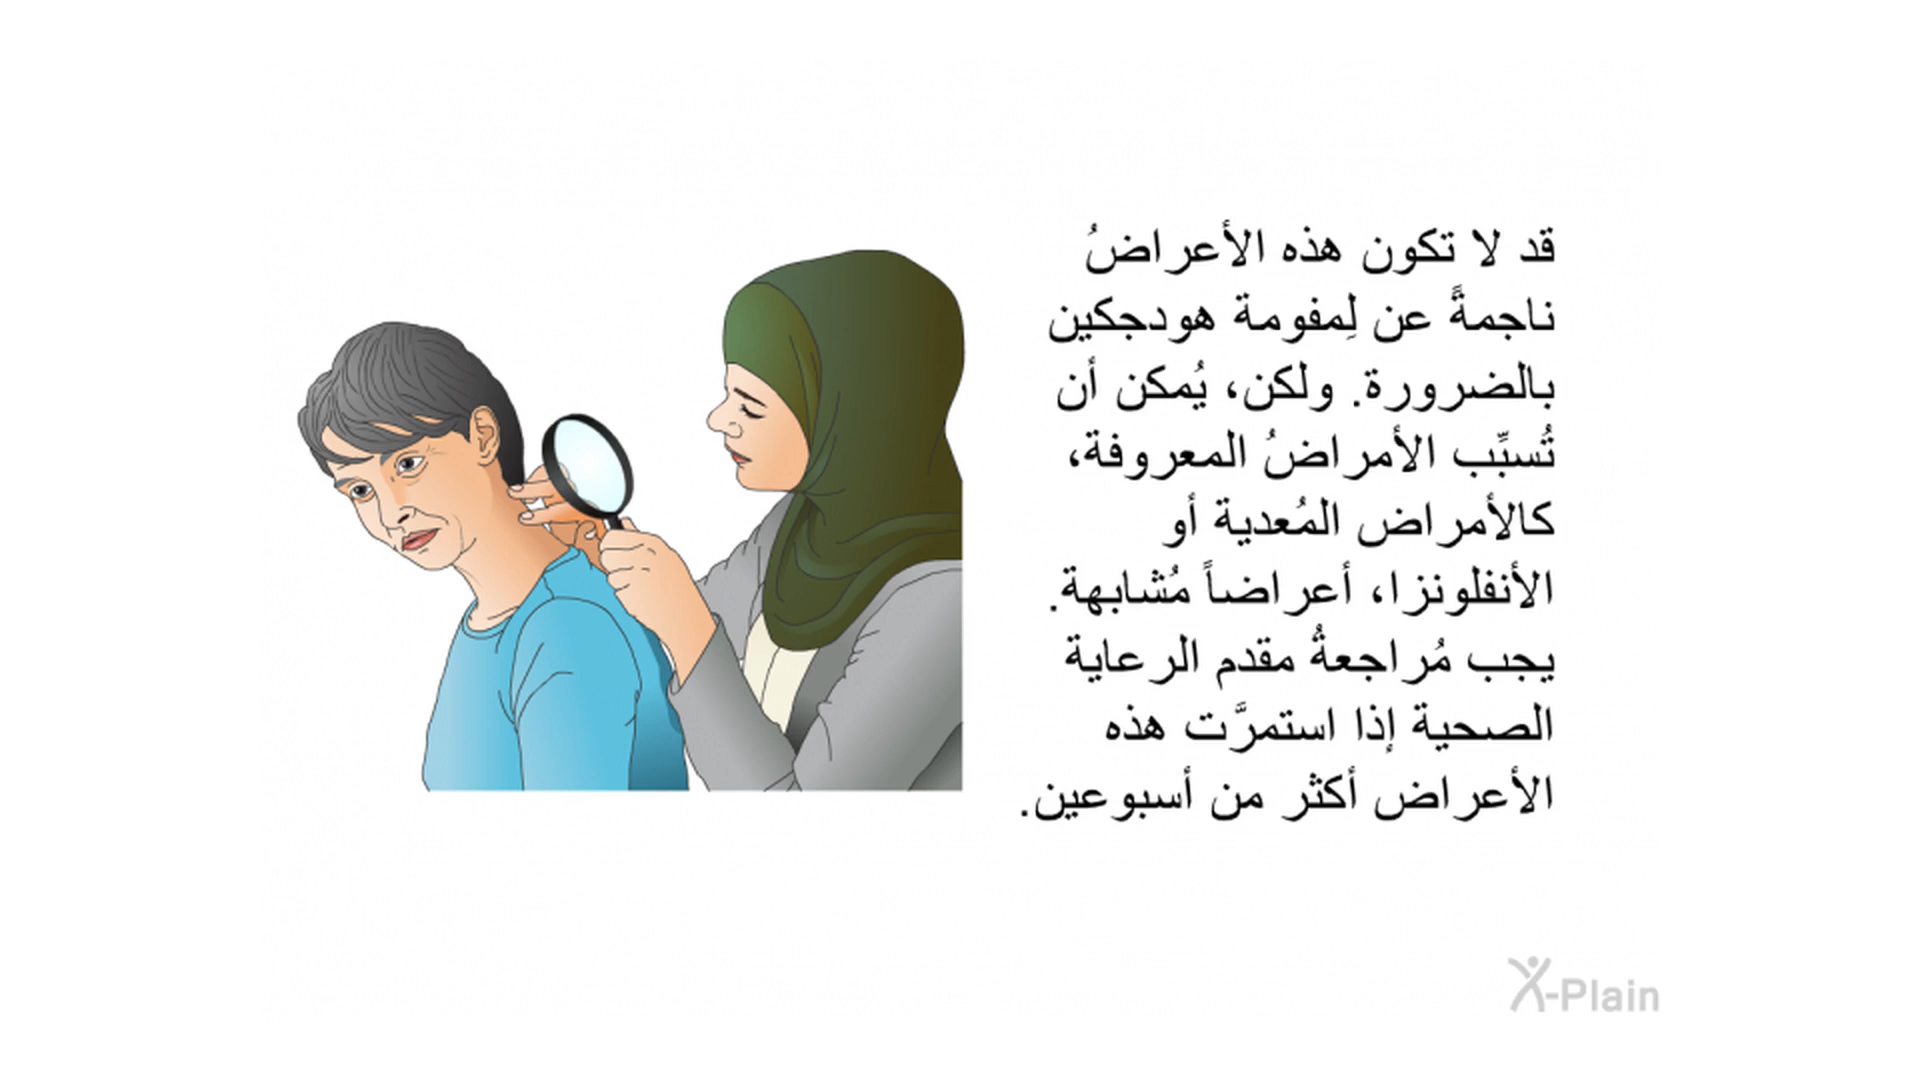 قد لا تكون هذه الأعراضُ
ناجمةً عن لِمفومة هودجكين
بالضرورة. ولكن، يُمكن أن
تُسبِّب الأمراضُ المعروفة،
كالأمراض المُعدية أو
الأنفلونزا، أعراضاً مُشابهة.
يجب مُراجعةُ مقدم الرعاية
الصحية إذا استمرَّت هذه
الأعراض أكثر من أسبوعين.
X-Plain